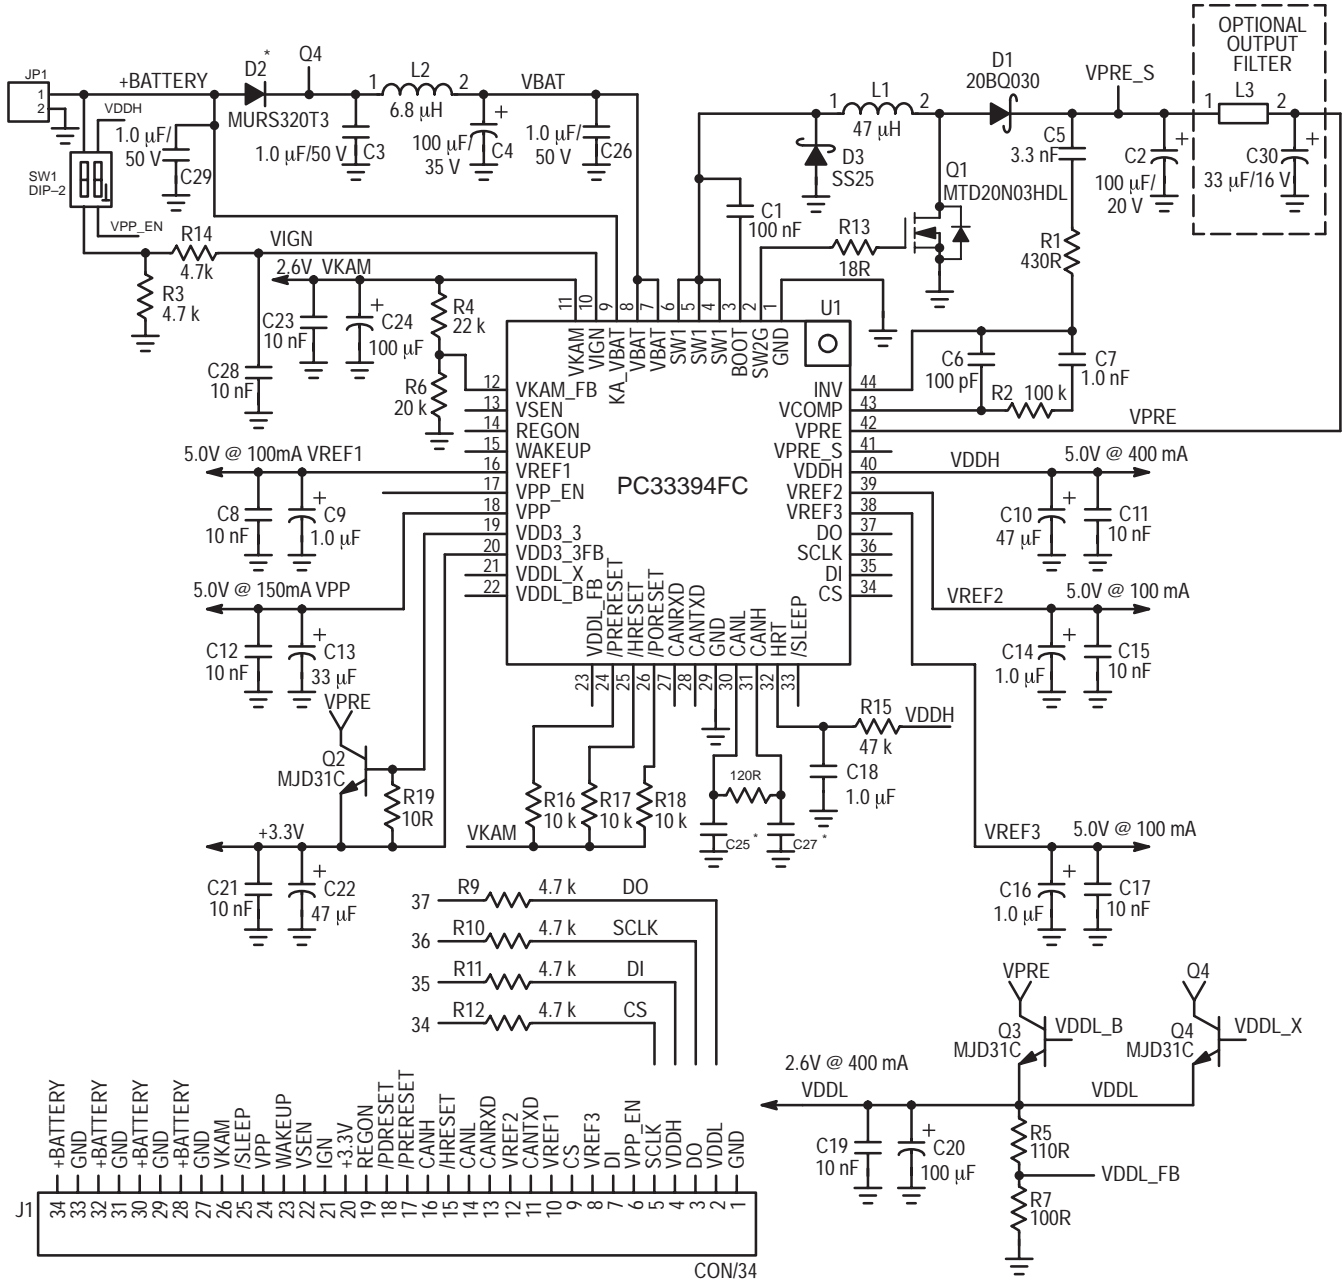 OPTIONAL
OUTPUT
FILTER
JP1
1
2
+BATTERY
D2 *
MURS320T3
Q4
1 L2 2
6.8 µH
VBAT
L1
1 2
47 µH
D1
20BQ030
VPRE_S
1 L3 2
VDDH
SW1
DIP–2
VPP_EN
1.0 µF/
50 V
C29
1.0 µF/50 V
C3
100 µF/
35 V
C4
1.0 µF/
50 V
C26
D3
SS25
Q1
MTD20N03HDL
C5
3.3 nF
C2
100 µF/
20 V
C30
33 µF/16 V
C1
100 nF
R13
18R
R1
430R
R14
4.7k
R3
4.7 k
VIGN
2.6V VKAM
C23
10 nF
C24
100 µF
R4
22 k
R6
20 k
C28
10 nF
11 10 9 8 7 6 5 4 3 2 1
VKAM
VIGN
KA_VBAT
VBAT
VBAT
SW1
SW1
SW1
BOOT
SW2G
GND
U1
PC33394FC
12 VKAM_FB
13 VSEN
14 REGON
15 WAKEUP
16 VREF1
17 VPP_EN
18 VPP
19 VDD3_3
20 VDD3_3FB
21 VDDL_X
22 VDDL_B
INV 44
VCOMP 43
VPRE 42
VPRE_S 41
VDDH 40
VREF2 39
VREF3 38
DO 37
SCLK 36
DI 35
CS 34
VDDL_FB
/PRERESET
/HRESET
/PORESET
CANRXD
CANTXD
GND
CANL
CANH
HRT
/SLEEP
23 24 25 26 27 28 29 30 31 32 33
C6
100 pF
C7
1.0 nF
R2 100 k
VPRE
5.0V @ 100mA VREF1
C8
10 nF
C9
1.0 µF
VDDH 5.0V @ 400 mA
C10
47 µF
C11
10 nF
5.0V @ 150mA VPP
C12
10 nF
C13
33 µF
VREF2 5.0V @ 100 mA
C14
1.0 µF
C15
10 nF
VPRE
Q2
MJD31C
R19
10R
+3.3V
C21
10 nF
C22
47 µF
R16
10 k
R17
10 k
R18
10 k
VKAM
120R
C25 *
C27 *
R15
47 k
VDDH
C18
1.0 µF
VREF3 5.0V @ 100 mA
C16
1.0 µF
C17
10 nF
37 R9 4.7 k DO
36 R10 4.7 k SCLK
35 R11 4.7 k DI
34 R12 4.7 k CS
VPRE
Q3
MJD31C
VDDL_B
Q4
Q4
MJD31C
VDDL_X
2.6V @ 400 mA
VDDL
VDDL
C19
10 nF
C20
100 µF
R5
110R
VDDL_FB
R7
100R
+BATTERY
GND
+BATTERY
GND
+BATTERY
GND
+BATTERY
GND
VKAM
/SLEEP
VPP
WAKEUP
VSEN
IGN
+3.3V
REGON
/PDRESET
/PRERESET
CANH
/HRESET
CANL
CANRXD
VREF2
CANTXD
VREF1
CS
VREF3
DI
VPP_EN
SCLK
VDDH
DO
VDDL
GND
J1
34 33 32 31 30 29 28 27 26 25 24 23 22 21 20 19 18 17 16 15 14 13 12 11 10 9 8 7 6 5 4 3 2 1
CON/34